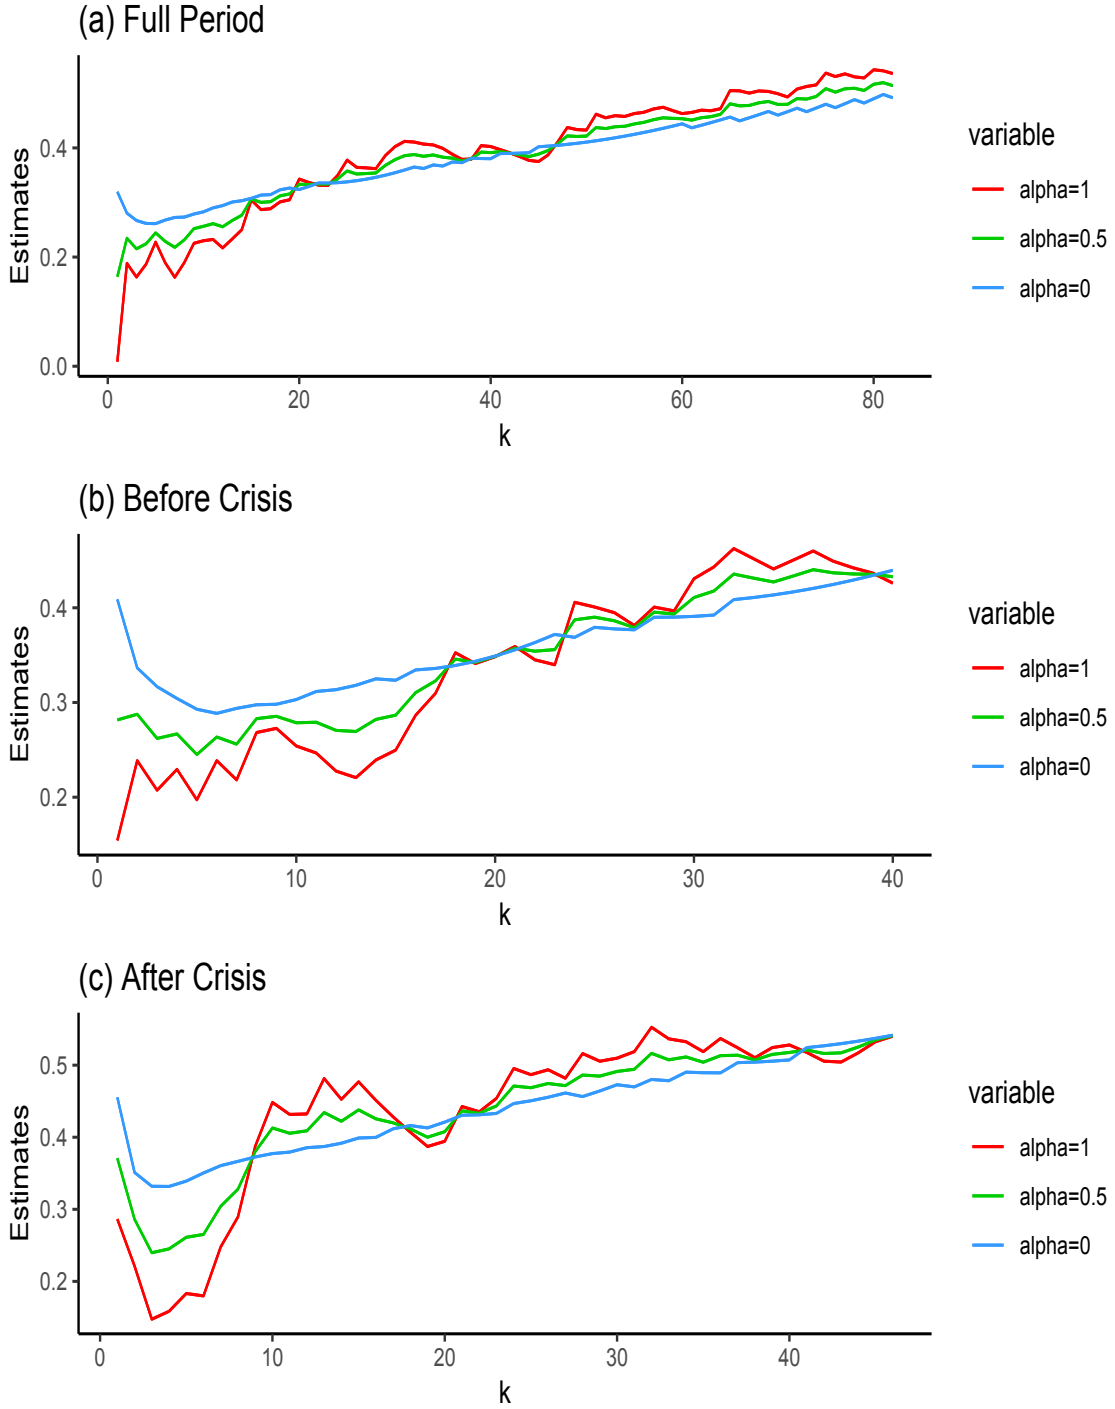 (a) Full Period
Estimates
0.4
0.2
0.0
0 20 40 60 80
k
variable
alpha=1
alpha=0.5
alpha=0
(b) Before Crisis
Estimates
0.4
0.3
0.2
0 10 20 30 40
k
variable
alpha=1
alpha=0.5
alpha=0
(c) After Crisis
Estimates
0.5
0.4
0.3
0.2
0 10 20 30 40
k
variable
alpha=1
alpha=0.5
alpha=0